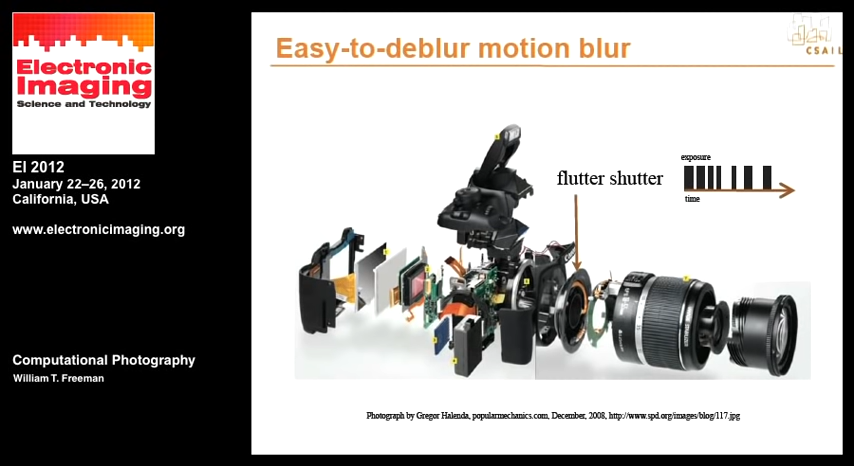 Electronic
Imaging
Science and Technology
EI 2012
January 22–26, 2012
California, USA
www.electronicimaging.org
Computational Photography
William T. Freeman
Easy-to-deblur motion blur
CSAIL
flutter shutter
exposure
time
Photograph by Gregor Halenda, popularmechanics.com, December, 2008, http://www.spd.org/images/blog/117.jpg